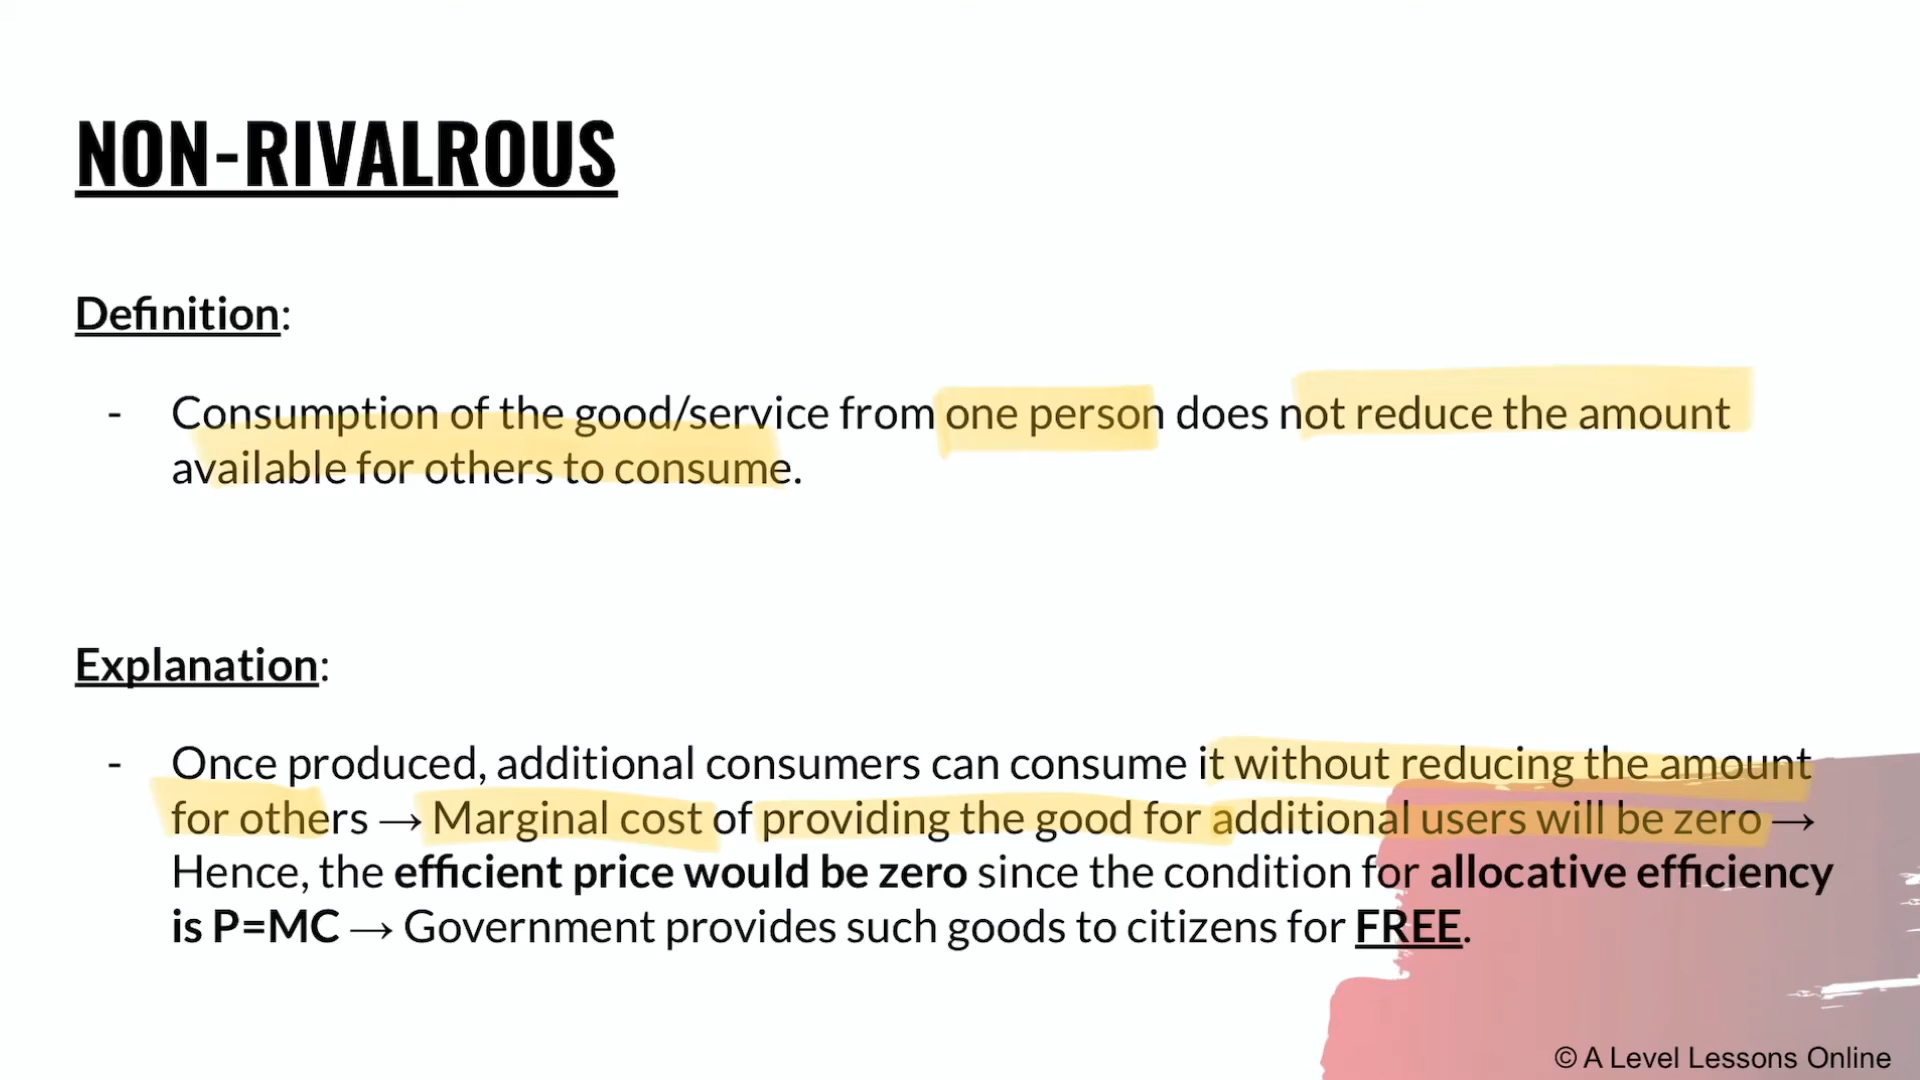 NON-RIVALROUS
Definition:
- Consumption of the good/service from one person does not reduce the amount
available for others to consume.
Explanation:
- Once produced, additional consumers can consume it without reducing the amount
for others → Marginal cost of providing the good for additional users will be zero →
Hence, the efficient price would be zero since the condition for allocative efficiency
is P=MC → Government provides such goods to citizens for FREE.
© A Level Lessons Online